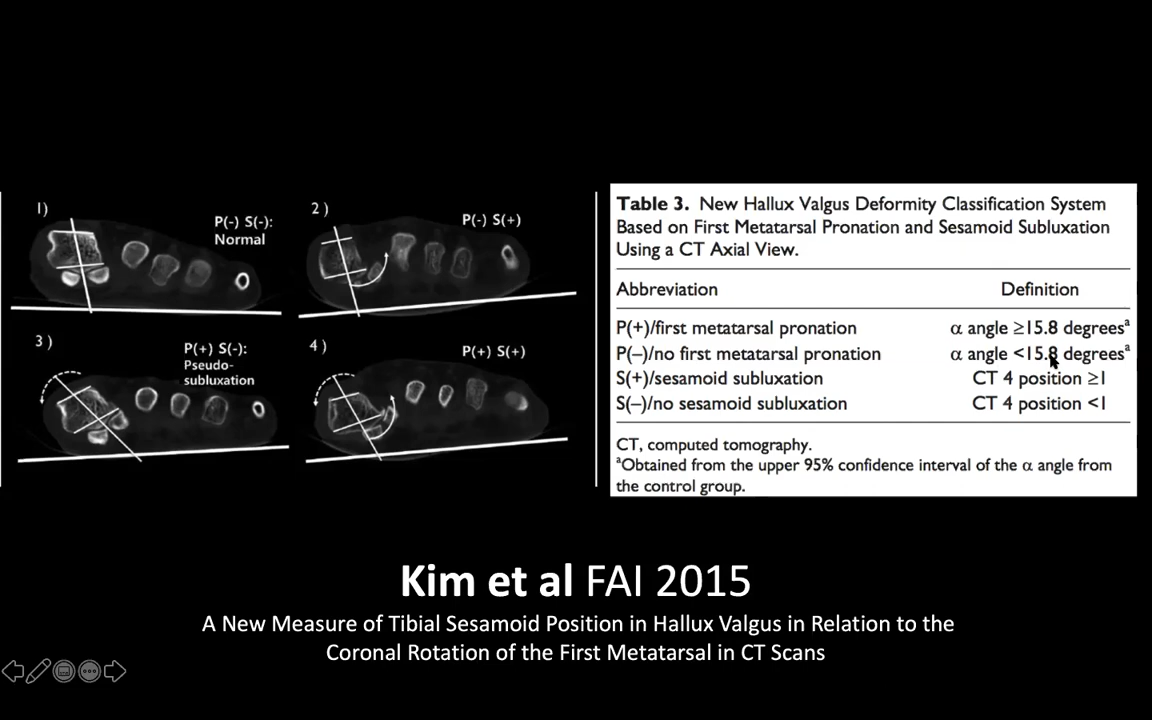 1)
P(-) S(-):
Normal
2 )
P(-) S(+)
3 )
P(+) S(-):
Pseudo-
subluxation
4 )
P(+) S(+)
Table 3. New Hallux Valgus Deformity Classification System
Based on First Metatarsal Pronation and Sesamoid Subluxation
Using a CT Axial View.
Abbreviation Definition
P(+)/first metatarsal pronation α angle ≥15.8 degreesᵃ
P(−)/no first metatarsal pronation α angle <15.8 degreesᵃ
S(+)/sesamoid subluxation CT 4 position ≥1
S(−)/no sesamoid subluxation CT 4 position <1
CT, computed tomography.
ᵃObtained from the upper 95% confidence interval of the α angle from
the control group.
Kim et al FAI 2015
A New Measure of Tibial Sesamoid Position in Hallux Valgus in Relation to the
Coronal Rotation of the First Metatarsal in CT Scans